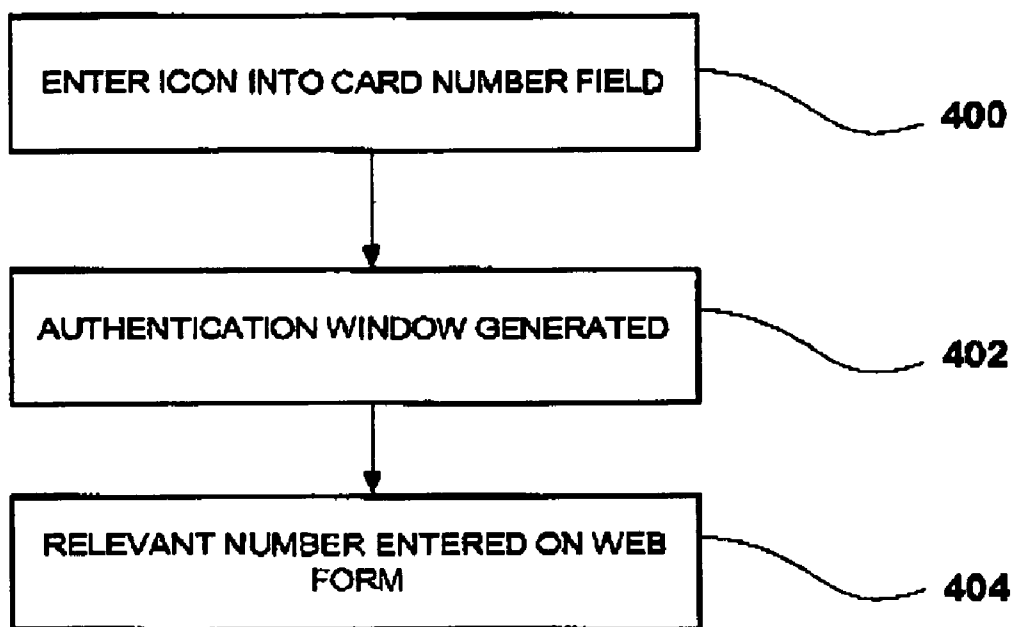 ENTER ICON INTO CARD NUMBER FIELD
400
AUTHENTICATION WINDOW GENERATED
402
RELEVANT NUMBER ENTERED ON WEB
FORM
404